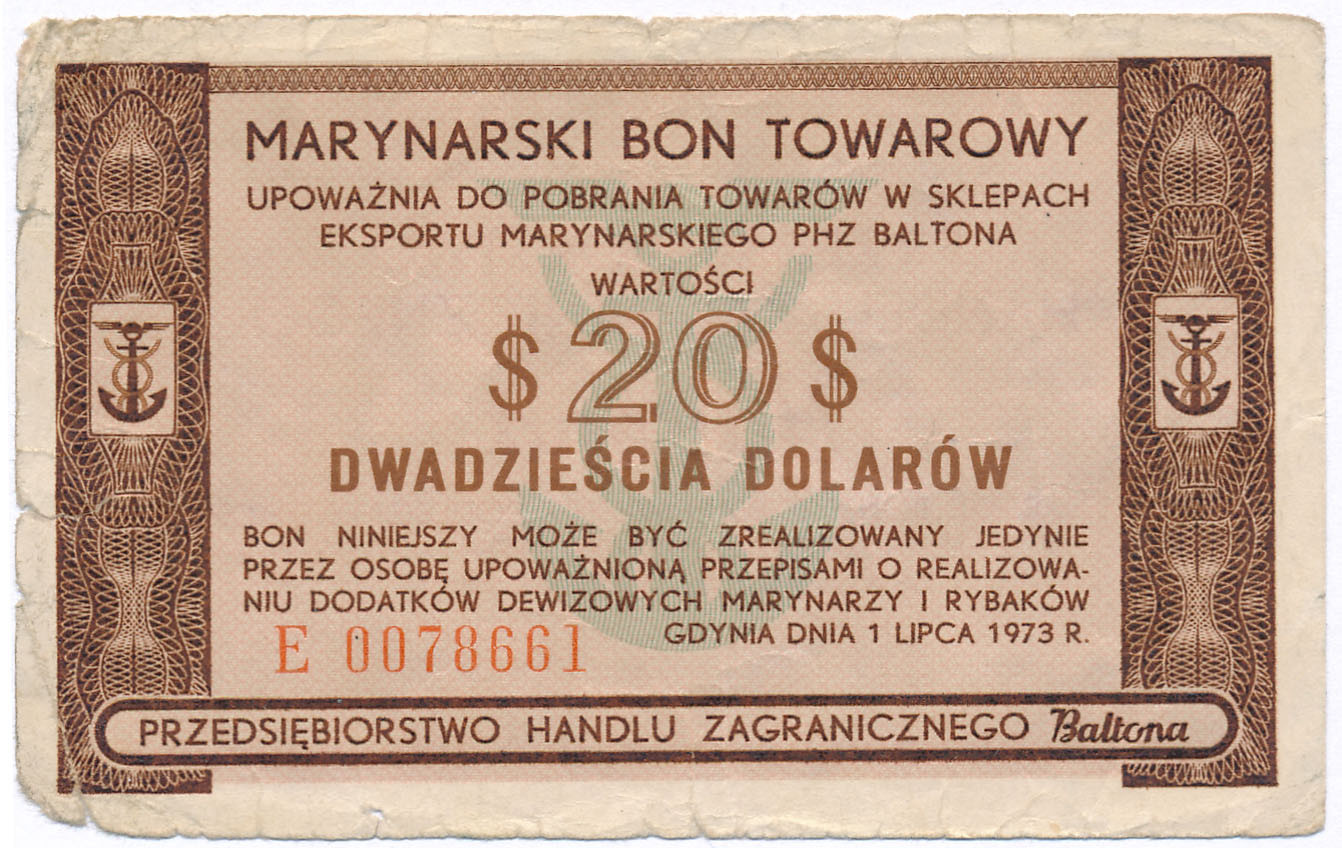 MARYNARSKI BON TOWAROWY
UPOWAŻNIA DO POBRANIA TOWARÓW W SKLEPACH
EKSPORTU MARYNARSKIEGO PHZ BALTONA
WARTOŚCI
$ 20 $
DWADZIEŚCIA DOLARÓW
BON NINIEJSZY MOŻE BYĆ ZREALIZOWANY JEDYNIE
PRZEZ OSOBĘ UPOWAŻNIONĄ PRZEPISAMI O REALIZOWA-
NIU DODATKÓW DEWIZOWYCH MARYNARZY I RYBAKÓW
GDYNIA DNIA 1 LIPCA 1973 R.
E 0078661
PRZEDSIĘBIORSTWO HANDLU ZAGRANICZNEGO Baltona